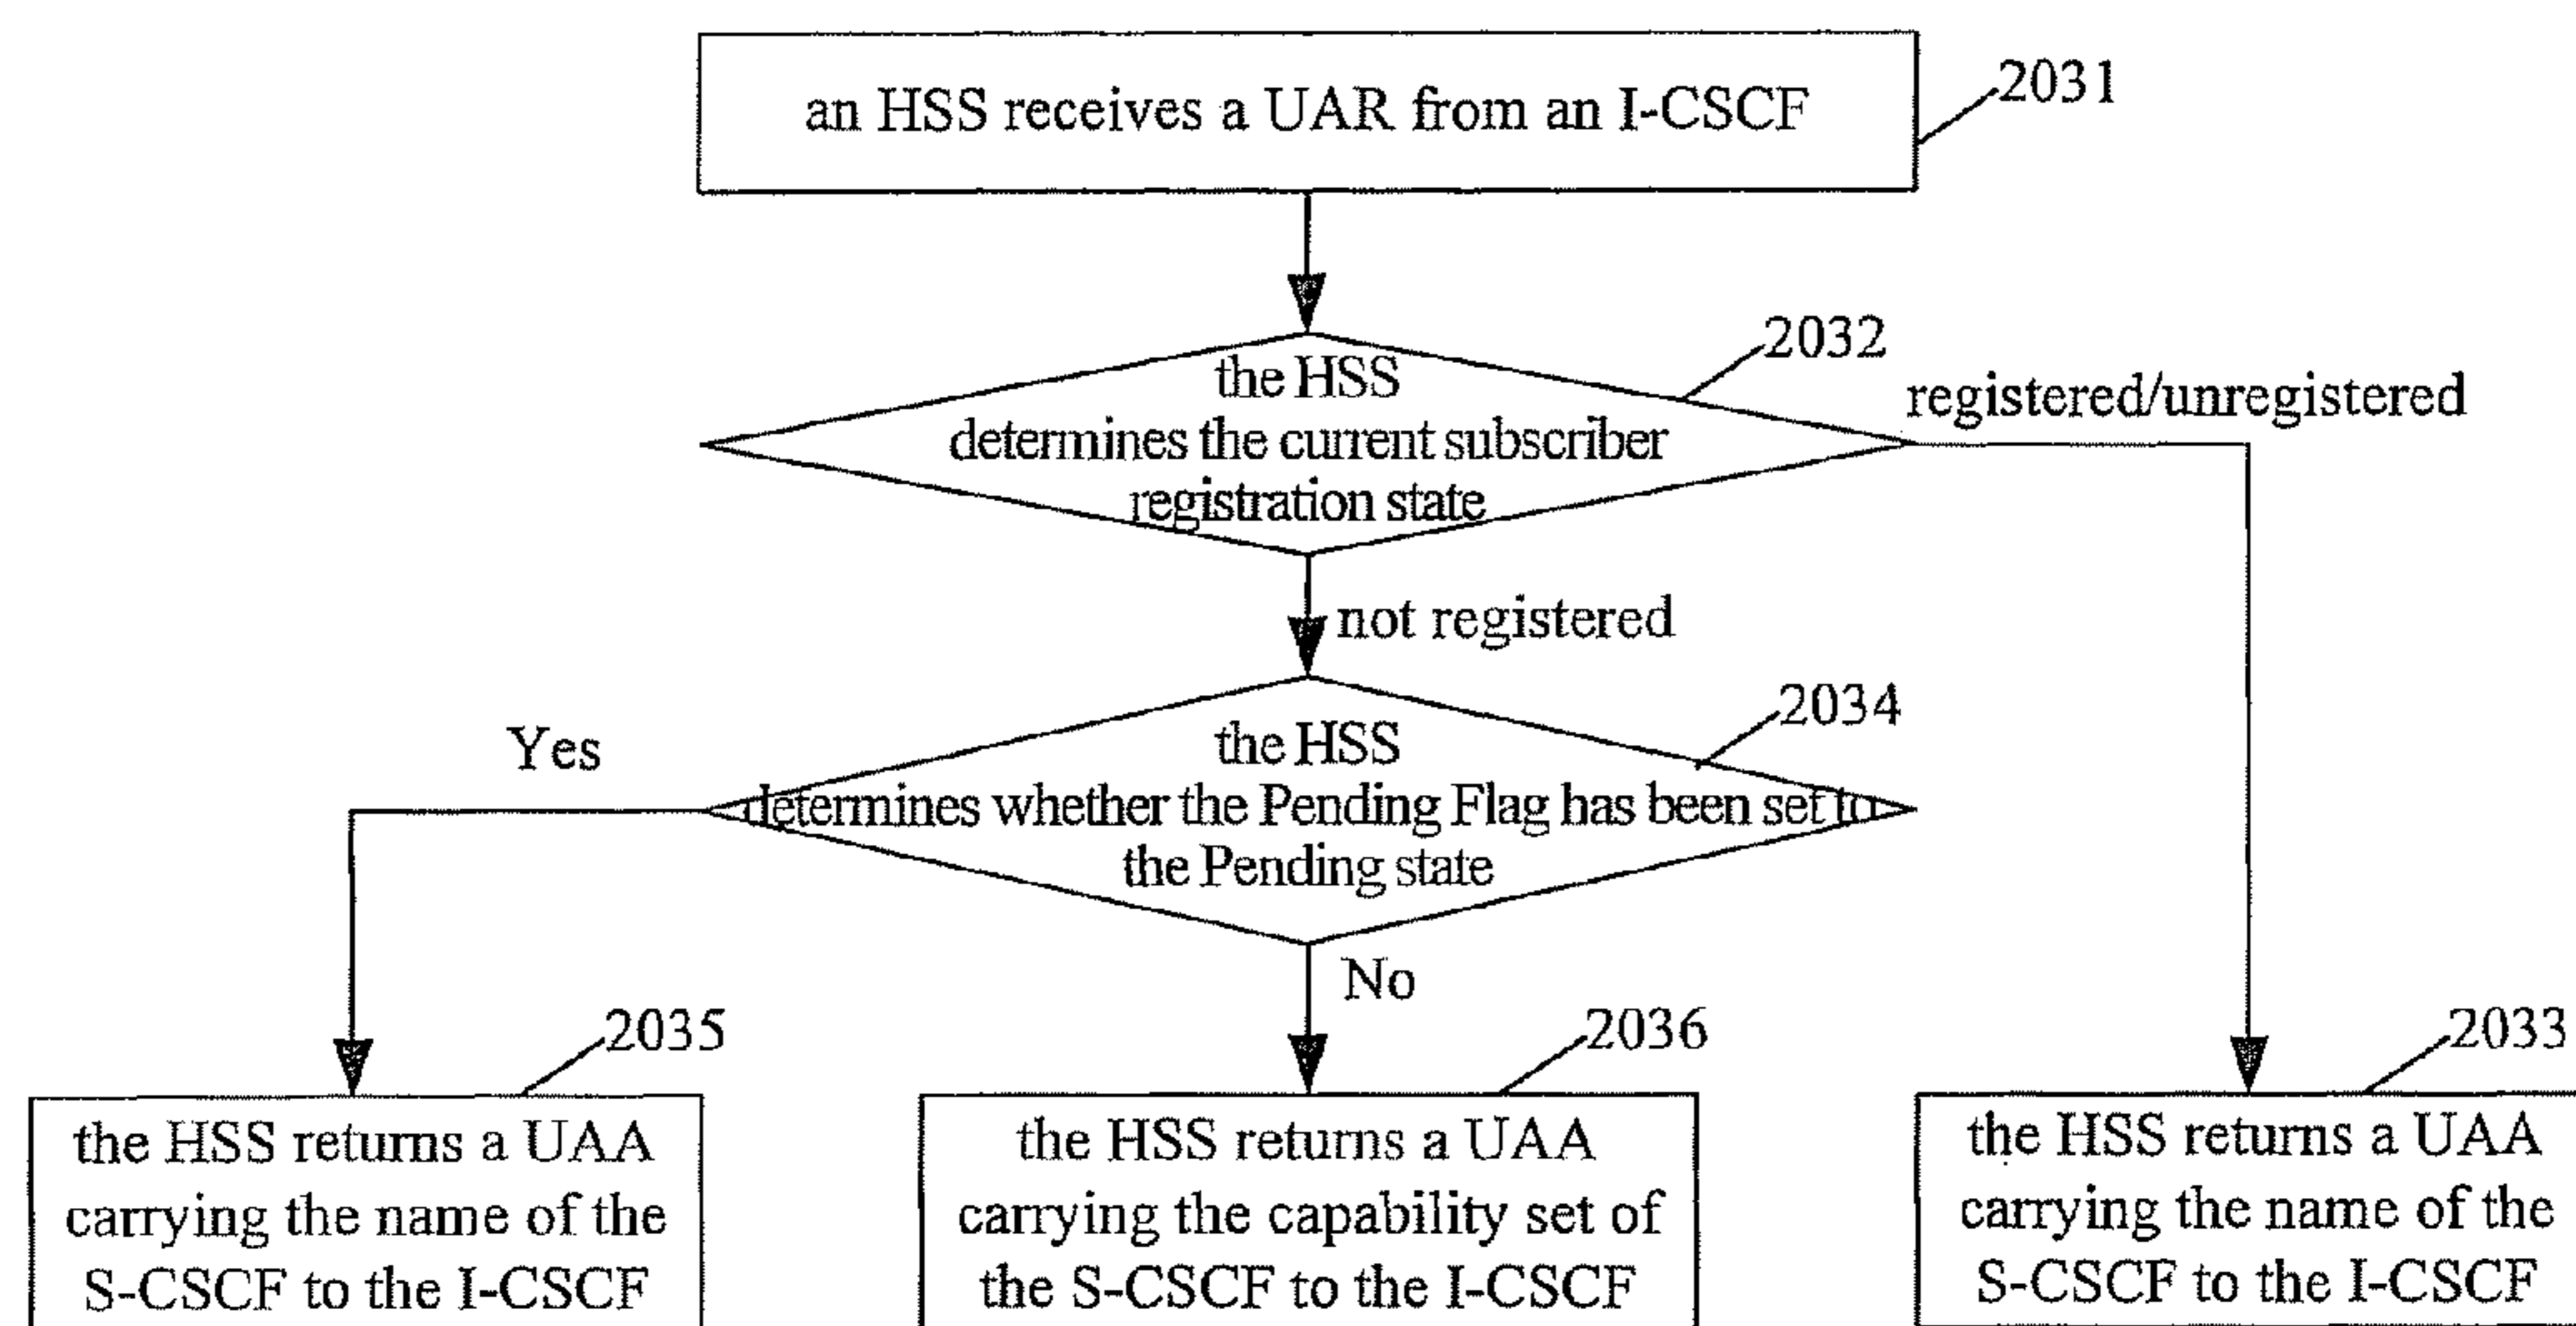 an HSS receives a UAR from an I-CSCF
2031
2032
the HSS
determines the current subscriber
registration state
registered/unregistered
not registered
2034
the HSS
determines whether the Pending Flag has been set to
the Pending state
Yes
No
2035
the HSS returns a UAA
carrying the name of the
S-CSCF to the I-CSCF
2036
the HSS returns a UAA
carrying the capability set of
the S-CSCF to the I-CSCF
2033
the HSS returns a UAA
carrying the name of the
S-CSCF to the I-CSCF